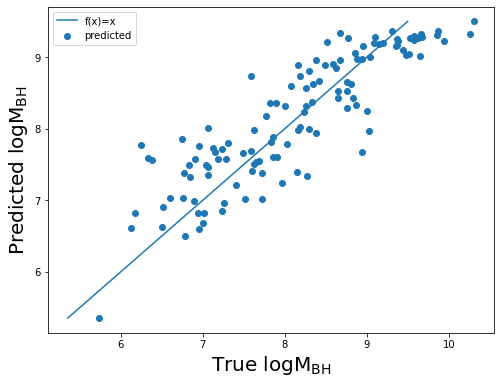 f(x)=x
predicted
Predicted logM_BH
9
8
7
6
6 7 8 9 10
True logM_BH